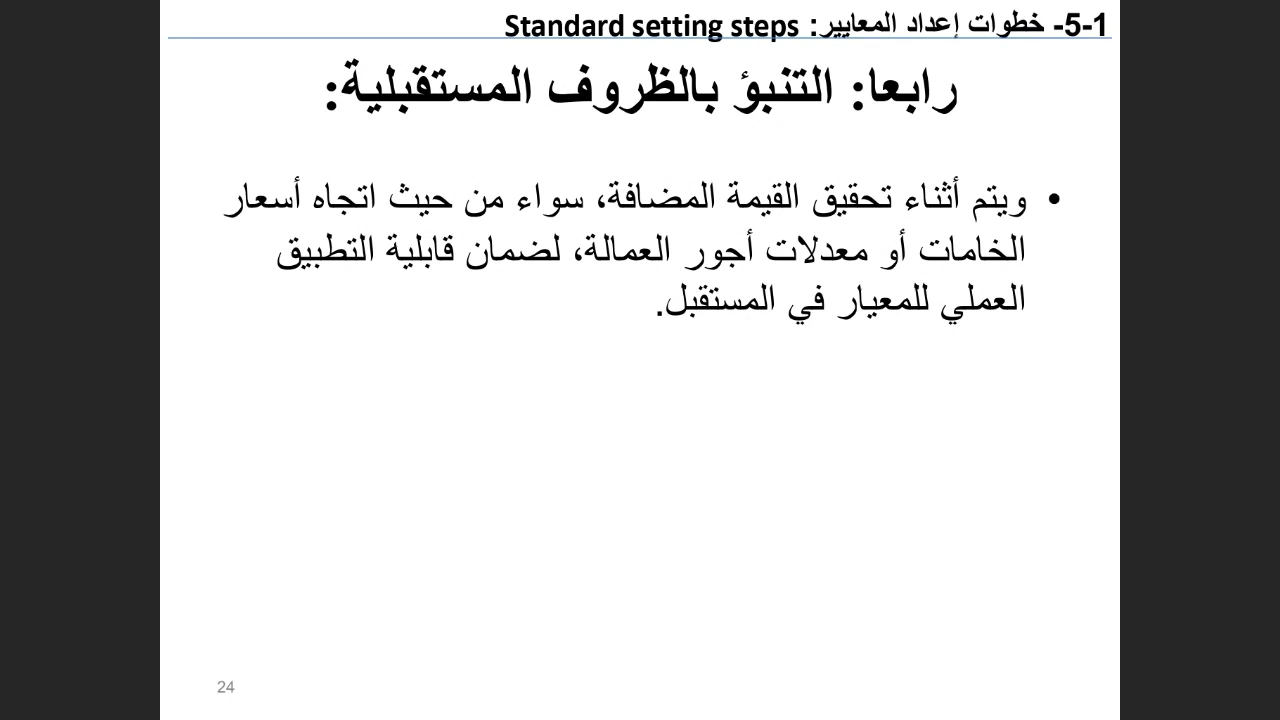 1-5- خطوات إعداد المعايير: Standard setting steps
رابعا: التنبؤ بالظروف المستقبلية:
• ويتم أثناء تحقيق القيمة المضافة، سواء من حيث اتجاه أسعار
الخامات أو معدلات أجور العمالة، لضمان قابلية التطبيق
العملي للمعيار في المستقبل.
24